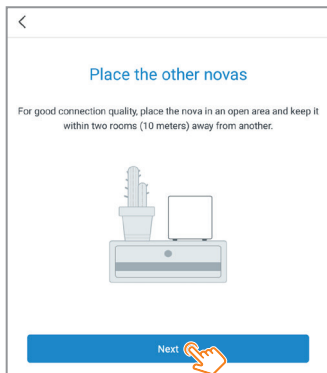 Place the other novas
For good connection quality, place the nova in an open area and keep it
within two rooms (10 meters) away from another.
Next